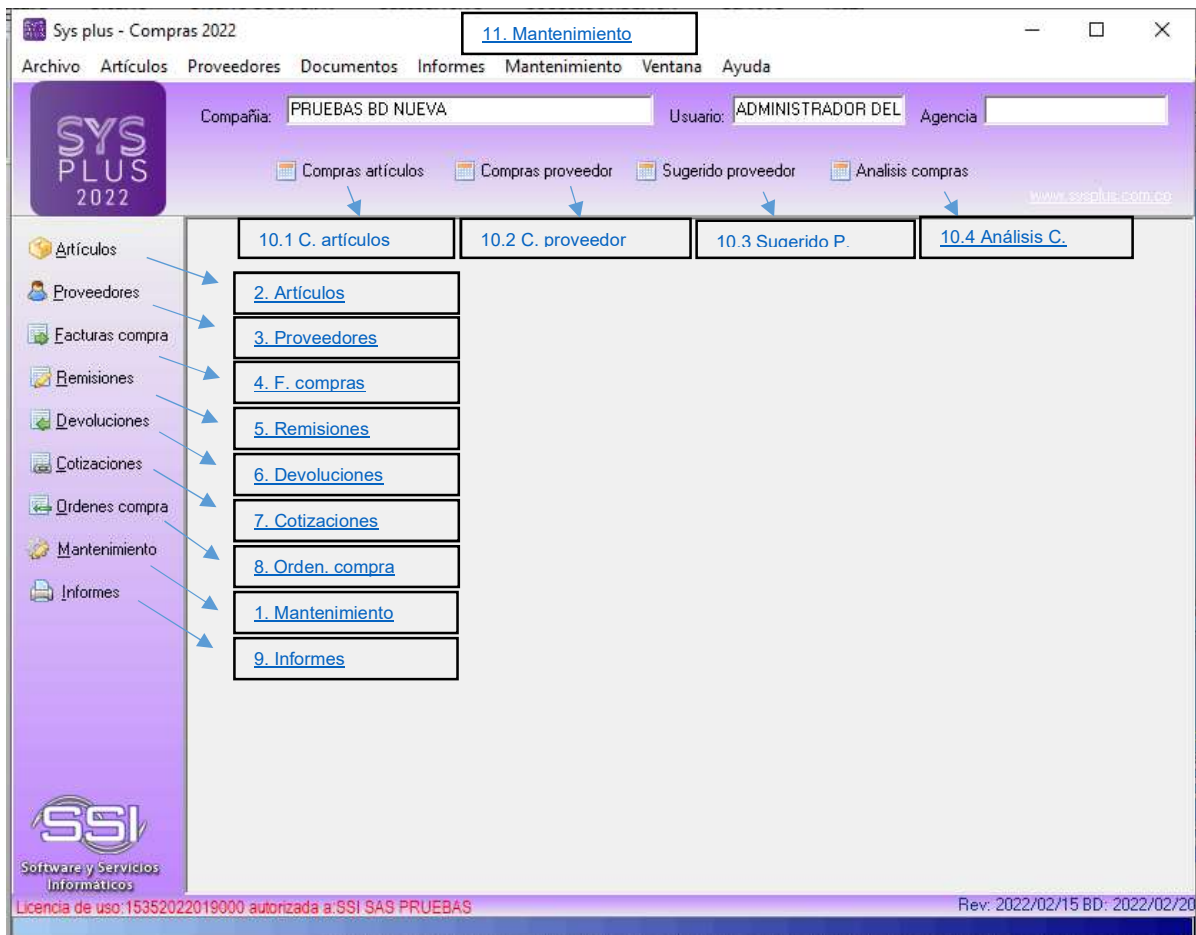 Sys plus - Compras 2022
11. Mantenimiento
Archivo Artículos Proveedores Documentos Informes Mantenimiento Ventana Ayuda
SYS
PLUS
2022
Compañia: PRUEBAS BD NUEVA Usuario: ADMINISTRADOR DEL Agencia
Compras artículos Compras proveedor Sugerido proveedor Analisis compras
www.sysplus.com.co
10.1 C. artículos 10.2 C. proveedor 10.3 Sugerido P. 10.4 Análisis C.
Artículos
2. Artículos
Proveedores
3. Proveedores
Facturas compra
4. F. compras
Remisiones
5. Remisiones
Devoluciones
6. Devoluciones
Cotizaciones
7. Cotizaciones
Ordenes compra
8. Orden. compra
Mantenimiento
1. Mantenimiento
Informes
9. Informes
SSI
Software y Servicios
Informáticos
Licencia de uso:15352022019000 autorizada a:SSI SAS PRUEBAS Rev: 2022/02/15 BD: 2022/02/20